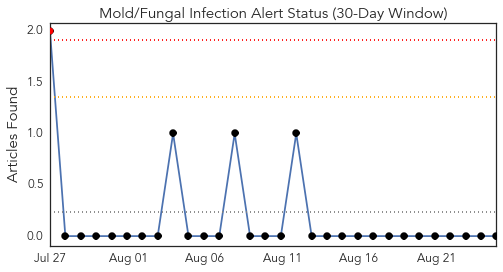 Mold/Fungal Infection Alert Status (30-Day Window)
Articles Found
2.0
1.5
1.0
0.5
0.0
Jul 27
Aug 01
Aug 06
Aug 11
Aug 16
Aug 21